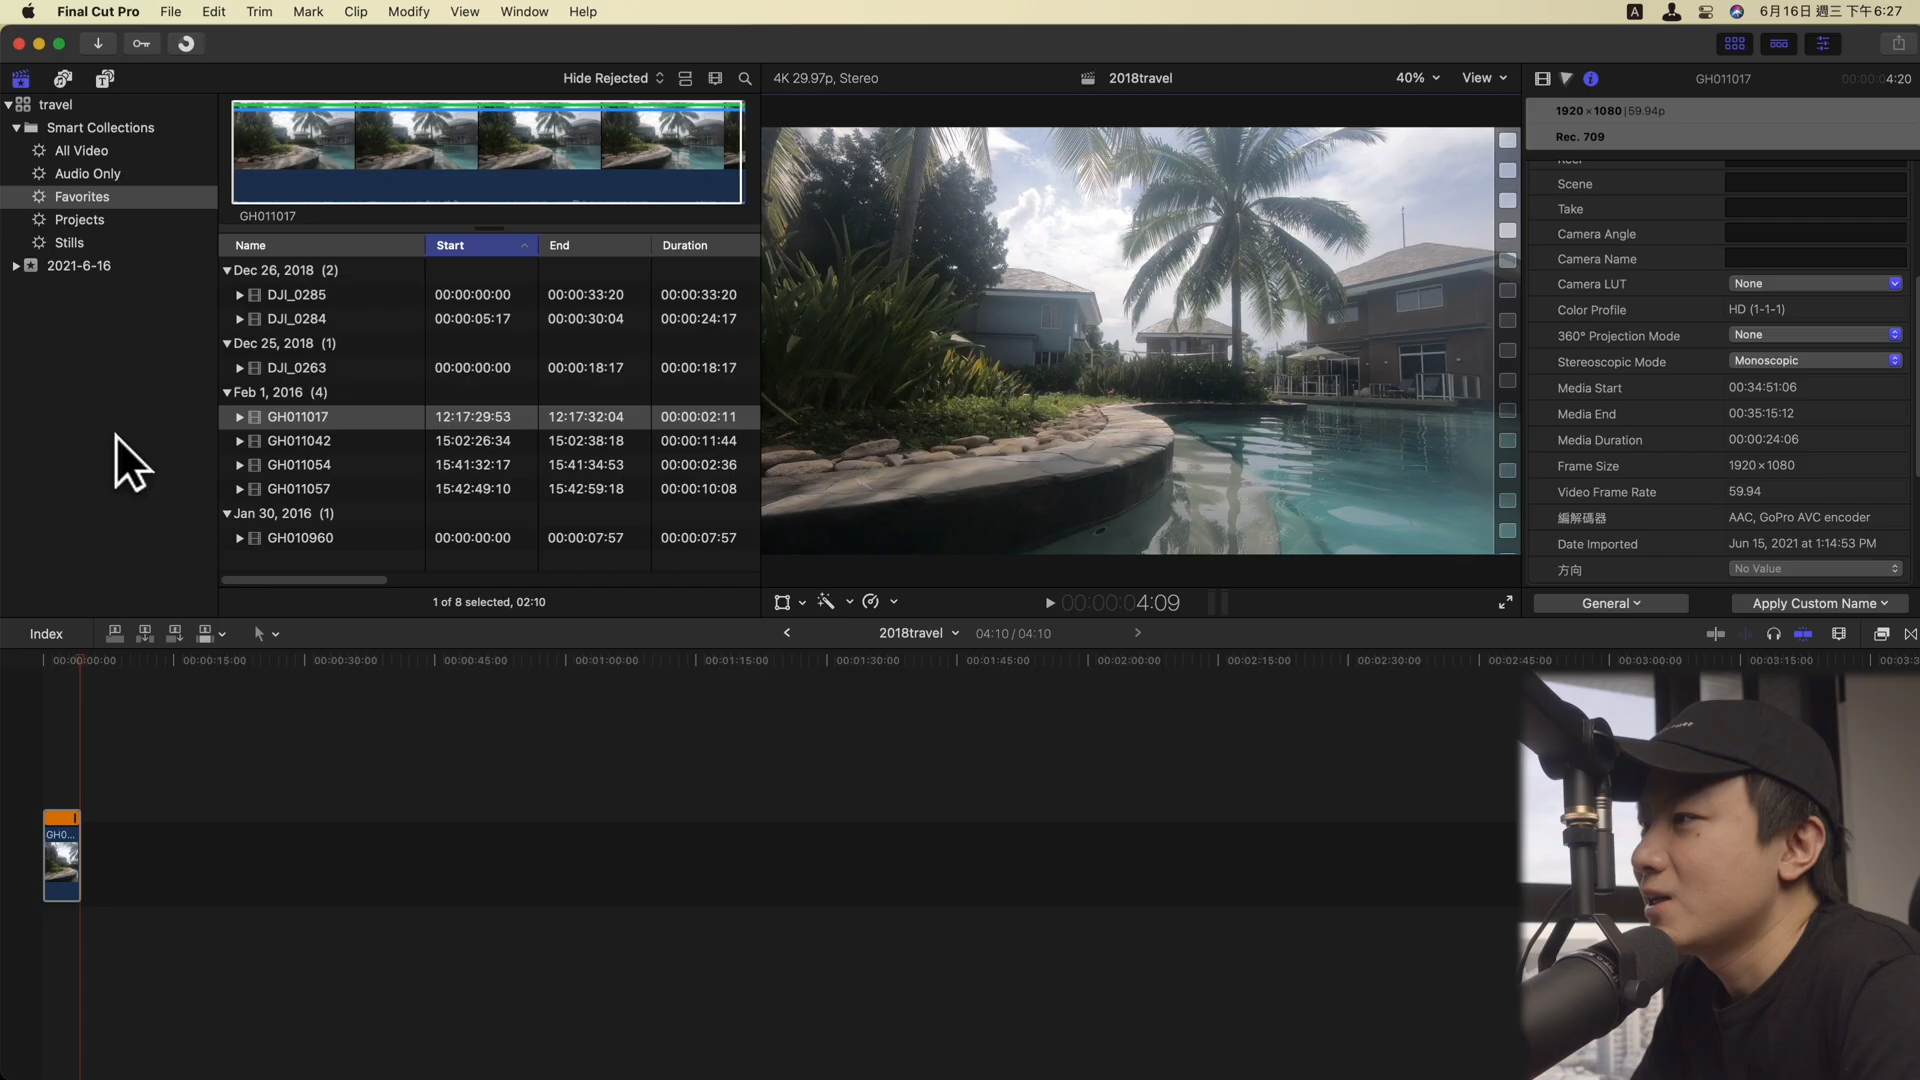 Final Cut Pro File Edit Trim Mark Clip Modify View Window Help A 6月16日 週三 下午6:27
Hide Rejected 4K 29.97p, Stereo 2018travel 40% View GH011017 00:00:04:20
travel
Smart Collections
All Video
Audio Only
Favorites
Projects
Stills
2021-6-16
GH011017
Name Start End Duration
Dec 26, 2018 (2)
DJI_0285 00:00:00:00 00:00:33:20 00:00:33:20
DJI_0284 00:00:05:17 00:00:30:04 00:00:24:17
Dec 25, 2018 (1)
DJI_0263 00:00:00:00 00:00:18:17 00:00:18:17
Feb 1, 2016 (4)
GH011017 12:17:29:53 12:17:32:04 00:00:02:11
GH011042 15:02:26:34 15:02:38:18 00:00:11:44
GH011054 15:41:32:17 15:41:34:53 00:00:02:36
GH011057 15:42:49:10 15:42:59:18 00:00:10:08
Jan 30, 2016 (1)
GH010960 00:00:00:00 00:00:07:57 00:00:07:57
1 of 8 selected, 02:10
00:00:04:09
1920 × 1080 | 59.94p
Rec. 709
Reel
Scene
Take
Camera Angle
Camera Name
Camera LUT None
Color Profile HD (1-1-1)
360° Projection Mode None
Stereoscopic Mode Monoscopic
Media Start 00:34:51:06
Media End 00:35:15:12
Media Duration 00:00:24:06
Frame Size 1920×1080
Video Frame Rate 59.94
編解碼器 AAC, GoPro AVC encoder
Date Imported Jun 15, 2021 at 1:14:53 PM
方向 No Value
General Apply Custom Name
Index 2018travel 04:10 / 04:10
00:00:00:00 00:00:15:00 00:00:30:00 00:00:45:00 00:01:00:00 00:01:15:00 00:01:30:00 00:01:45:00 00:02:00:00 00:02:15:00 00:02:30:00 00:02:45:00 00:03:00:00 00:03:15:00 00:03:3
GH0...